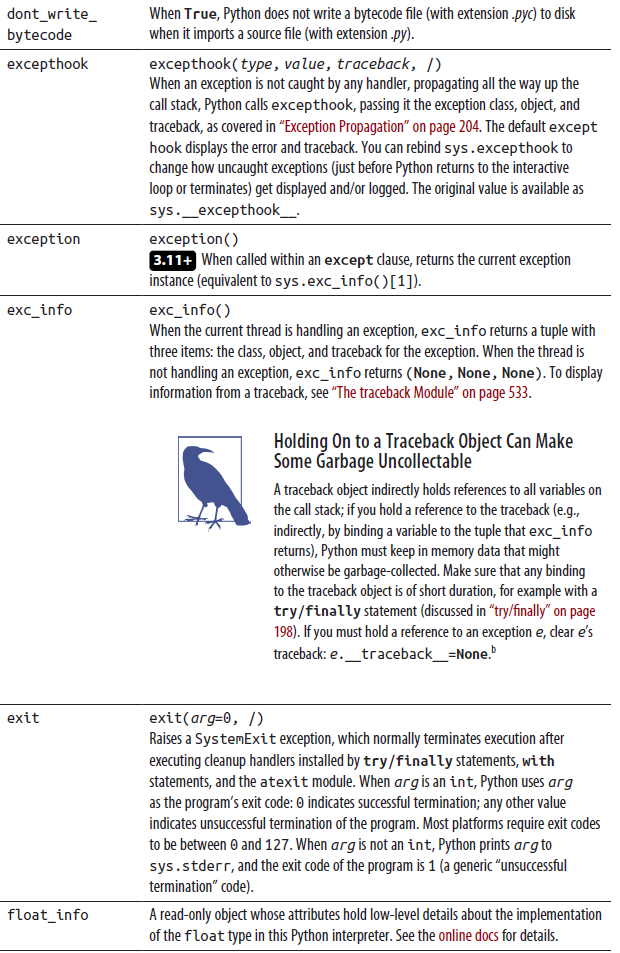 dont_write_
bytecode
When True, Python does not write a bytecode file (with extension .pyc) to disk
when it imports a source file (with extension .py).
excepthook
excepthook(type, value, traceback, /)
When an exception is not caught by any handler, propagating all the way up the
call stack, Python calls excepthook, passing it the exception class, object, and
traceback, as covered in “Exception Propagation” on page 204. The default except
hook displays the error and traceback. You can rebind sys.excepthook to
change how uncaught exceptions (just before Python returns to the interactive
loop or terminates) get displayed and/or logged. The original value is available as
sys.__excepthook__.
exception
exception()
3.11+ When called within an except clause, returns the current exception
instance (equivalent to sys.exc_info()[1]).
exc_info
exc_info()
When the current thread is handling an exception, exc_info returns a tuple with
three items: the class, object, and traceback for the exception. When the thread is
not handling an exception, exc_info returns (None, None, None). To display
information from a traceback, see “The traceback Module” on page 533.
Holding On to a Traceback Object Can Make
Some Garbage Uncollectable
A traceback object indirectly holds references to all variables on
the call stack; if you hold a reference to the traceback (e.g.,
indirectly, by binding a variable to the tuple that exc_info
returns), Python must keep in memory data that might
otherwise be garbage-collected. Make sure that any binding
to the traceback object is of short duration, for example with a
try/finally statement (discussed in “try/finally” on page
198). If you must hold a reference to an exception e, clear e’s
traceback: e.__traceback__=None.b
exit
exit(arg=0, /)
Raises a SystemExit exception, which normally terminates execution after
executing cleanup handlers installed by try/finally statements, with
statements, and the atexit module. When arg is an int, Python uses arg
as the program’s exit code: 0 indicates successful termination; any other value
indicates unsuccessful termination of the program. Most platforms require exit codes
to be between 0 and 127. When arg is not an int, Python prints arg to
sys.stderr, and the exit code of the program is 1 (a generic “unsuccessful
termination” code).
float_info
A read-only object whose attributes hold low-level details about the implementation
of the float type in this Python interpreter. See the online docs for details.